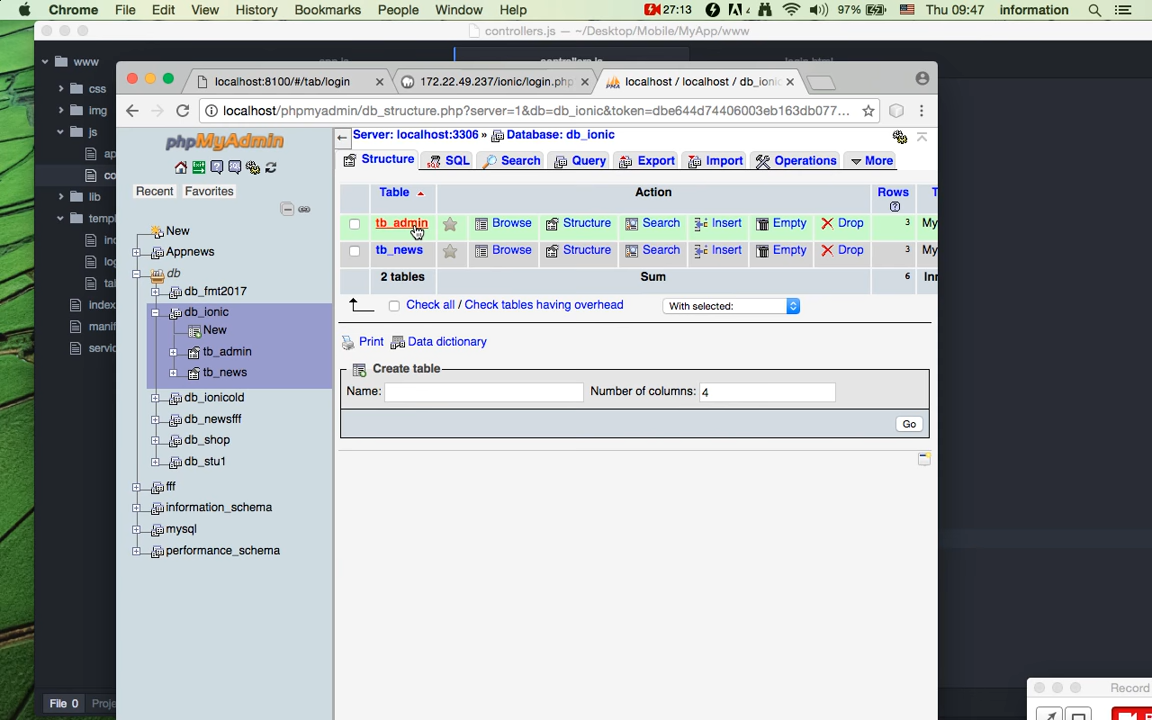 Chrome File Edit View History Bookmarks People Window Help 27:13 4 97% Thu 09:47 information
controllers.js — ~/Desktop/Mobile/MyApp/www
www
css
img
js
lib
index
File 0
localhost:8100/#/tab/login
172.22.49.237/ionic/login.php
localhost / localhost / db_ionic
localhost/phpmyadmin/db_structure.php?server=1&db=db_ionic&token=dbe644d74406003eb163db077...
phpMyAdmin
Recent Favorites
New
Appnews
db
db_fmt2017
db_ionic
New
tb_admin
tb_news
db_ionicold
db_newsfff
db_shop
db_stu1
fff
information_schema
mysql
performance_schema
Server: localhost:3306 » Database: db_ionic
Structure SQL Search Query Export Import Operations More
Table Action Rows
tb_admin Browse Structure Search Insert Empty Drop 3 My
tb_news Browse Structure Search Insert Empty Drop 3 My
2 tables Sum 6
Check all / Check tables having overhead With selected:
Print Data dictionary
Create table
Name: Number of columns: 4
Go
Record